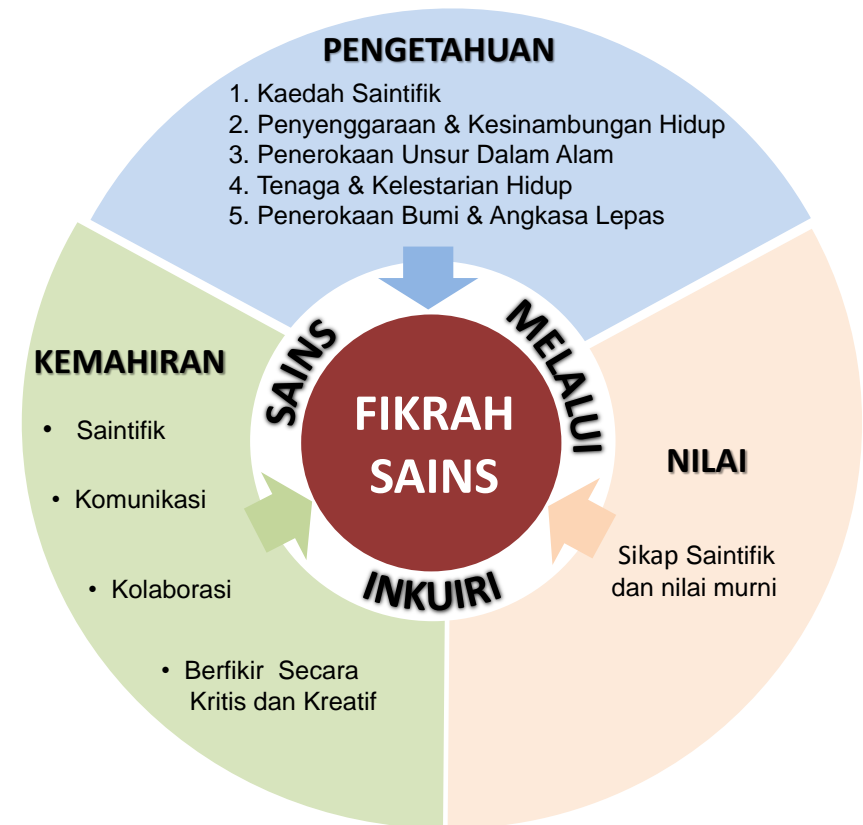 PENGETAHUAN
1. Kaedah Saintifik
2. Penyenggaraan & Kesinambungan Hidup
3. Penerokaan Unsur Dalam Alam
4. Tenaga & Kelestarian Hidup
5. Penerokaan Bumi & Angkasa Lepas
KEMAHIRAN
• Saintifik
• Komunikasi
• Kolaborasi
• Berfikir Secara
Kritis dan Kreatif
SAINS
MELALUI
INKUIRI
FIKRAH
SAINS
NILAI
Sikap Saintifik
dan nilai murni